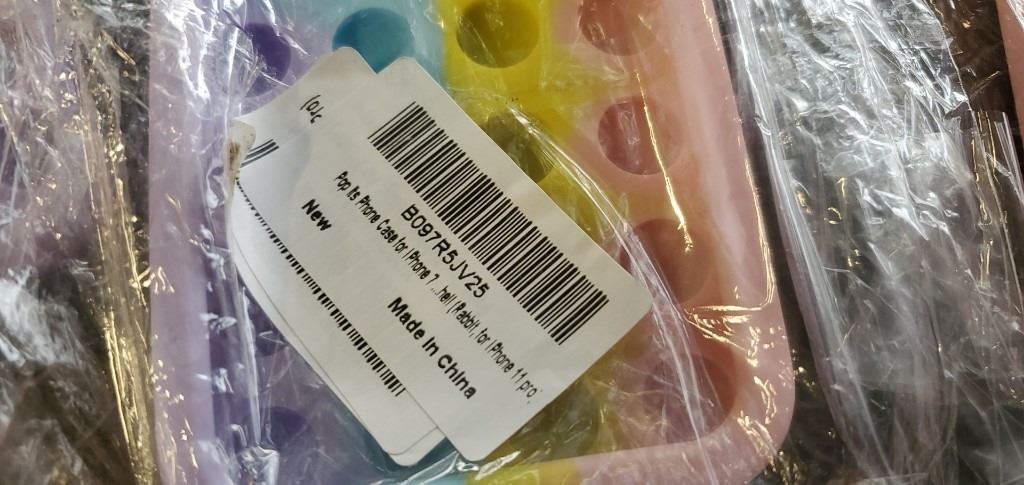 B097R5JV25
Pop Its Phone Case for iPhone 7...hell ( Rabbit, for iPhone 11 pro,
New
Made In China